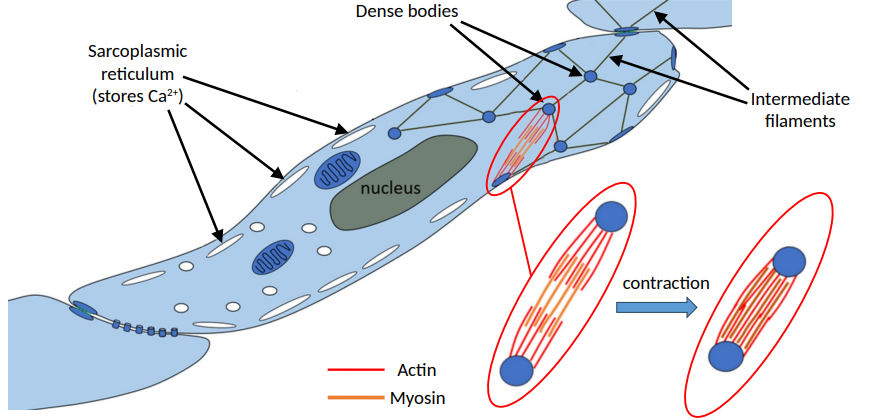 Dense bodies
Sarcoplasmic
reticulum
(stores Ca²⁺)
Intermediate
filaments
nucleus
contraction
Actin
Myosin